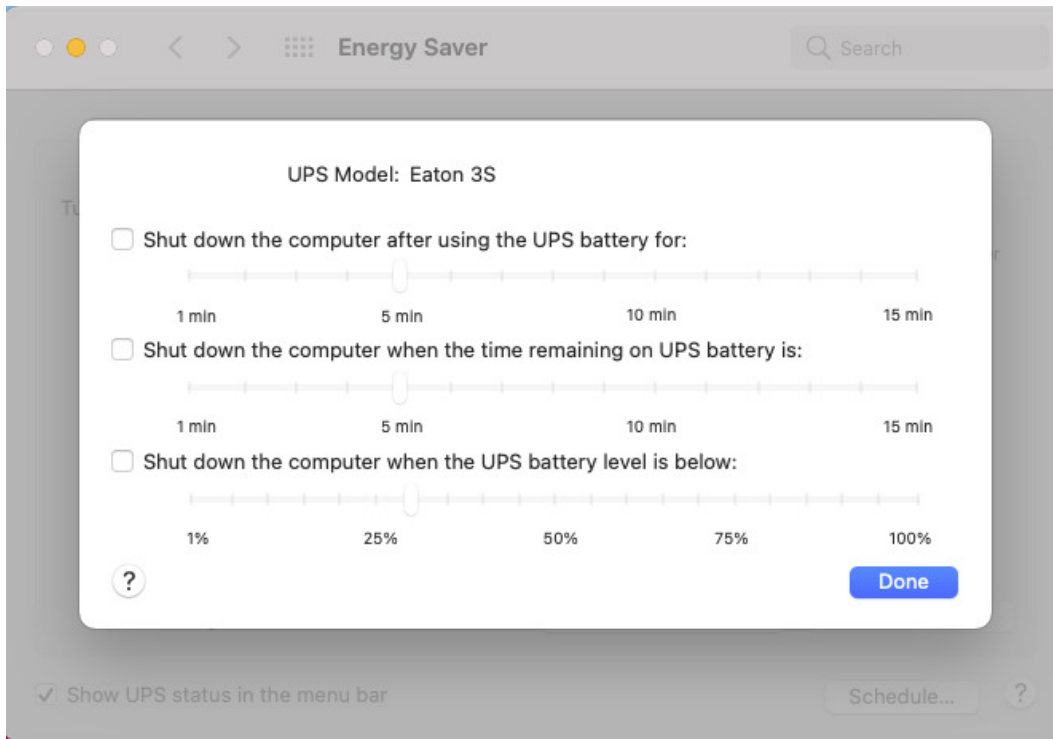 Energy Saver
Search
UPS Model: Eaton 3S
Tu
Shut down the computer after using the UPS battery for:
1 min 5 min 10 min 15 min
Shut down the computer when the time remaining on UPS battery is:
1 min 5 min 10 min 15 min
Shut down the computer when the UPS battery level is below:
1% 25% 50% 75% 100%
? Done
Show UPS status in the menu bar
Schedule... ?